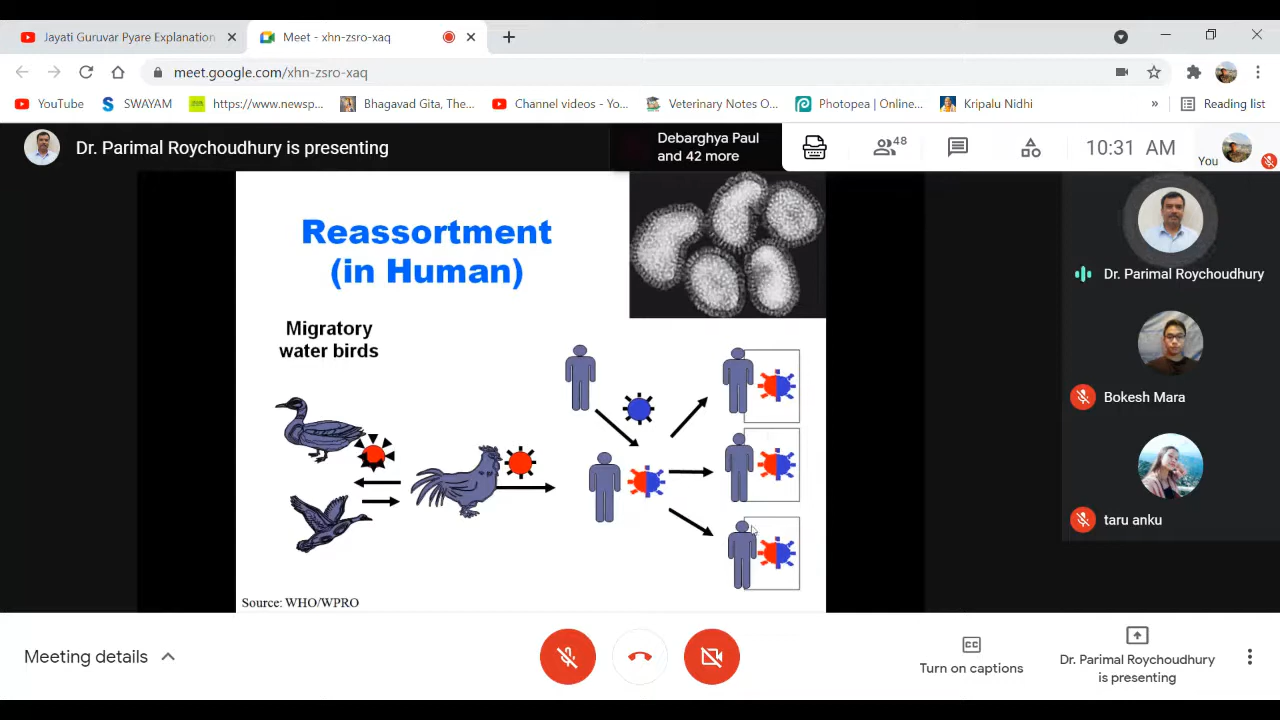 Jayati Guruvar Pyare Explanation
Meet - xhn-zsro-xaq
meet.google.com/xhn-zsro-xaq
YouTube
SWAYAM
https://www.newsp...
Bhagavad Gita, The...
Channel videos - Yo...
Veterinary Notes O...
Photopea | Online...
Kripalu Nidhi
»
Reading list
Dr. Parimal Roychoudhury is presenting
Debarghya Paul
and 42 more
48
10:31 AM
You
Reassortment
(in Human)
Migratory
water birds
Source: WHO/WPRO
Dr. Parimal Roychoudhury
Bokesh Mara
taru anku
Meeting details
CC
Turn on captions
Dr. Parimal Roychoudhury
is presenting